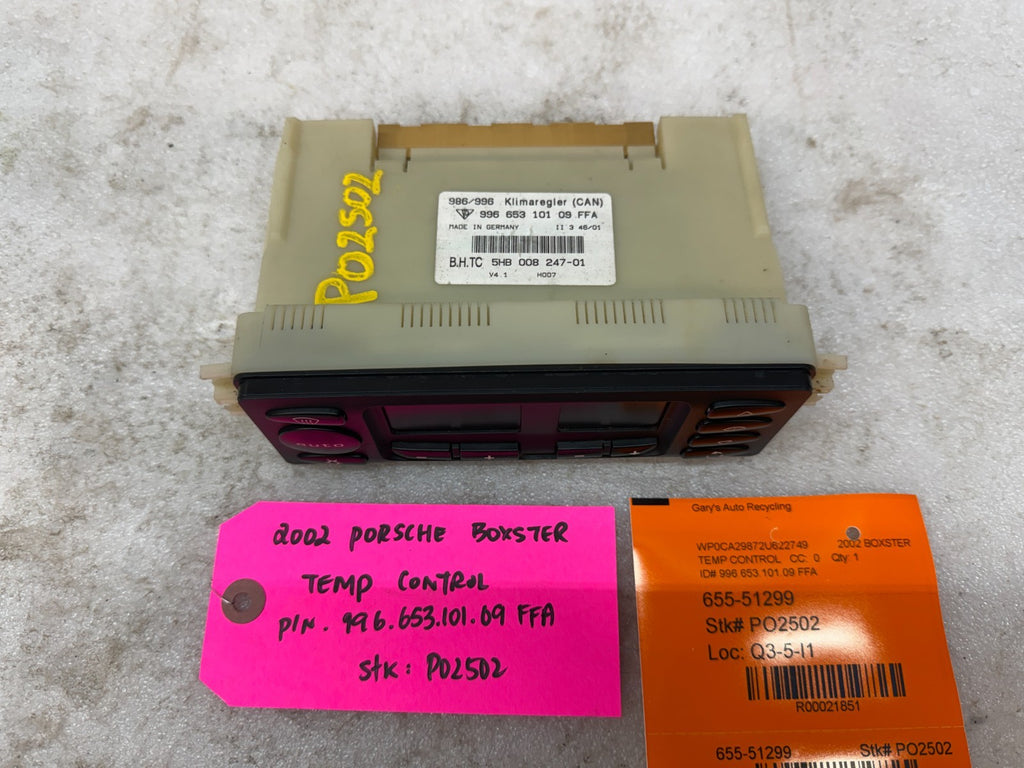 PO2502
986/996 Klimaregler (CAN)
996 653 101 09 FFA
MADE IN GERMANY II 3 46/01
B.H.TC 5HB 008 247-01
V4.1 H007
auto
- + - +
2002 PORSCHE BOXSTER
TEMP CONTROL
P/N. 996.653.101.09 FFA
Stk: PO2502
Gary's Auto Recycling
WP0CA29872U622749 2002 BOXSTER
TEMP CONTROL CC: 0 Qty: 1
ID# 996 653 101 09 FFA
655-51299
Stk# PO2502
Loc: Q3-5-I1
R00021851
655-51299 Stk# PO2502